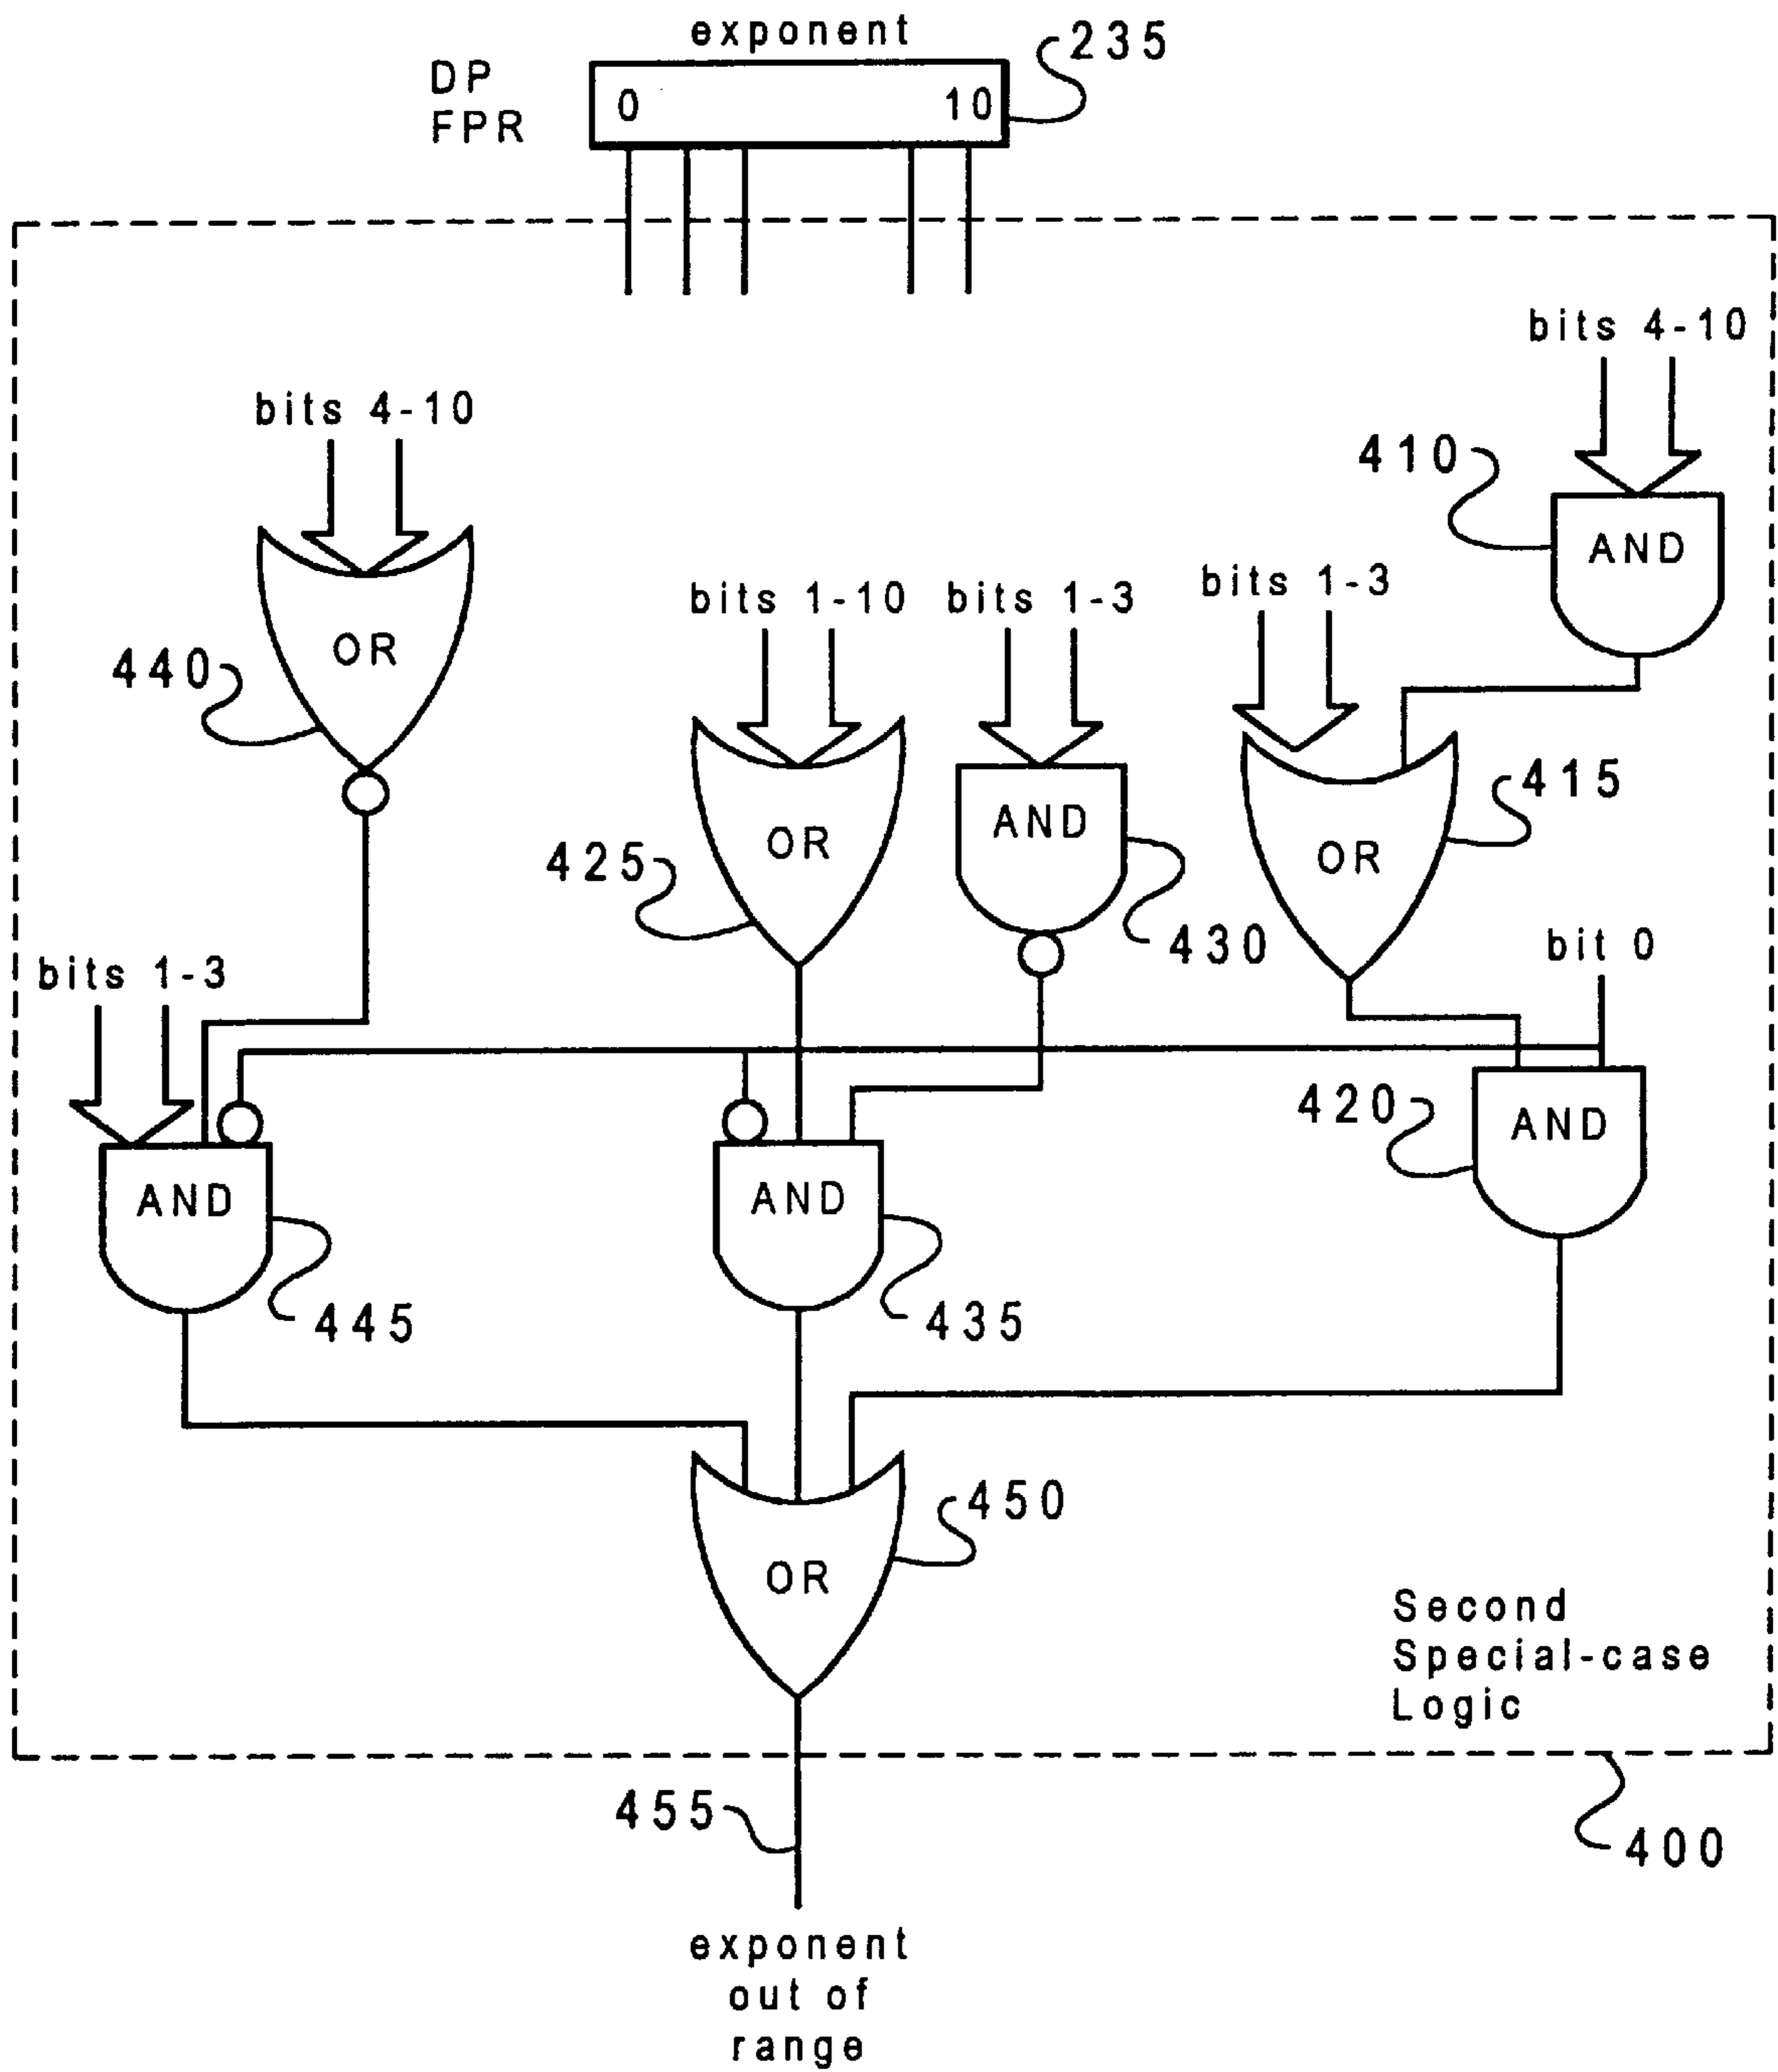 exponent
235
DP
FPR
0 10
bits 4-10
bits 4-10
410
AND
bits 1-10
bits 1-3
bits 1-3
OR
440
AND
OR
415
OR
425
430
bit 0
bits 1-3
420
AND
AND
AND
445
435
450
OR
Second
Special-case
Logic
455
400
exponent
out of
range